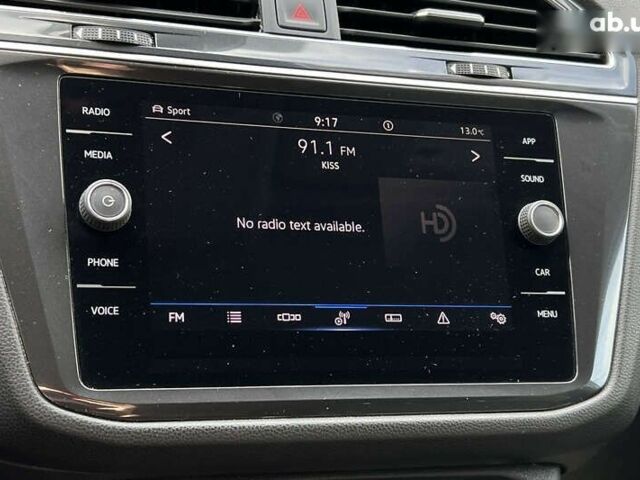 ab.u
RADIO
MEDIA
PHONE
VOICE
Sport
9:17
13.0°C
91.1 FM
KISS
No radio text available.
HD
FM
APP
SOUND
CAR
MENU